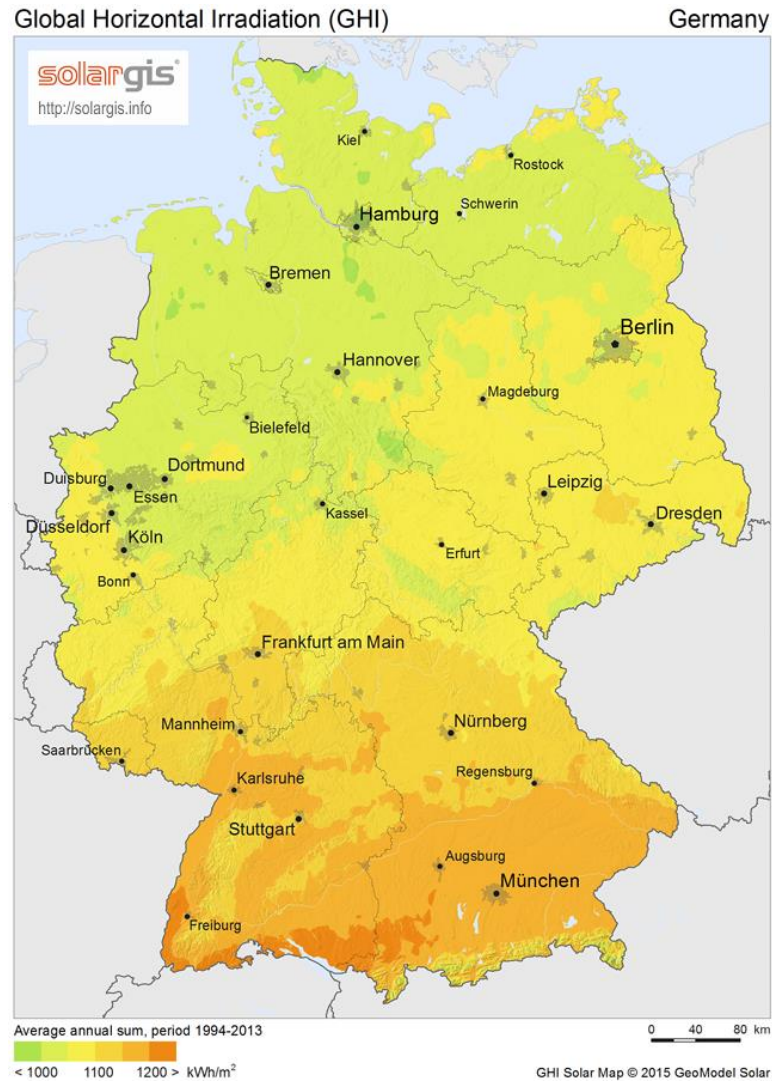 Global Horizontal Irradiation (GHI) Germany
solargis
http://solargis.info
Kiel
Rostock
Schwerin
Hamburg
Bremen
Berlin
Hannover
Magdeburg
Bielefeld
Dortmund
Duisburg
Essen
Leipzig
Kassel
Düsseldorf
Dresden
Köln
Erfurt
Bonn
Frankfurt am Main
Mannheim
Nürnberg
Saarbrücken
Regensburg
Karlsruhe
Stuttgart
Augsburg
München
Freiburg
Average annual sum, period 1994-2013
0 40 80 km
< 1000 1100 1200 > kWh/m²
GHI Solar Map © 2015 GeoModel Solar